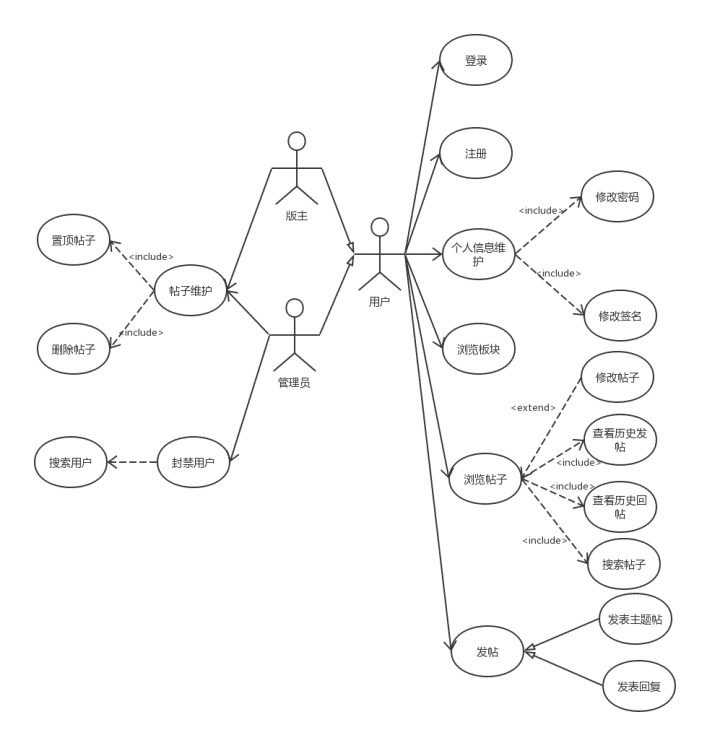 登录
注册
版主
修改密码
<include>
置顶帖子
<include>
个人信息维
护
用户
<include>
帖子维护
修改签名
<include>
删除帖子
浏览板块
管理员
修改帖子
<extend>
查看历史发
帖
<include>
搜索用户
封禁用户
浏览帖子
<include>
查看历史回
帖
<include>
搜索帖子
发表主题帖
发帖
发表回复